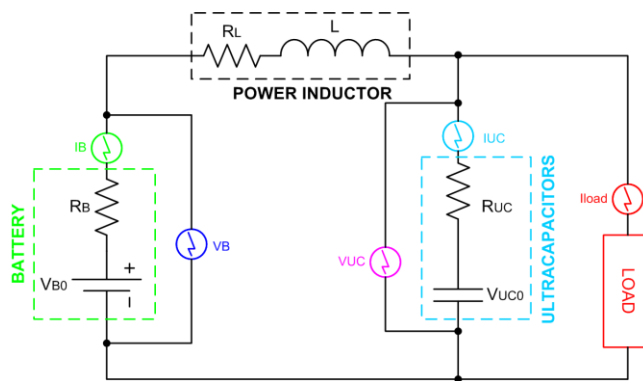 RL
L
POWER INDUCTOR
IB
BATTERY
RB
VB0
+
-
VB
VUC
IUC
RUC
VUC0
ULTRACAPACITORS
Iload
LOAD